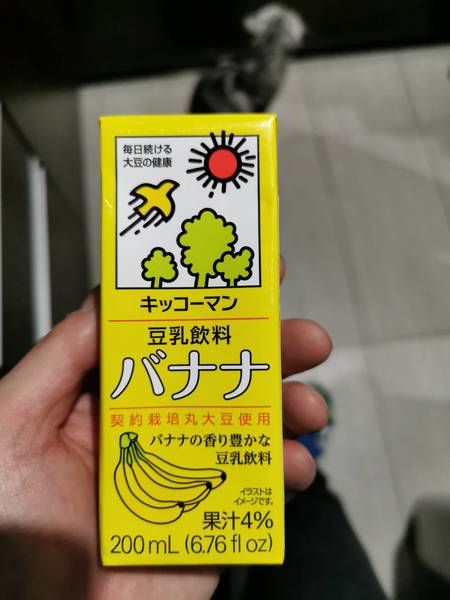 毎日続ける
大豆の健康
キッコーマン
豆乳飲料
バナナ
契約栽培丸大豆使用
バナナの香り豊かな
豆乳飲料
イラストは
イメージです。
果汁4%
200 mL (6.76 fl oz)